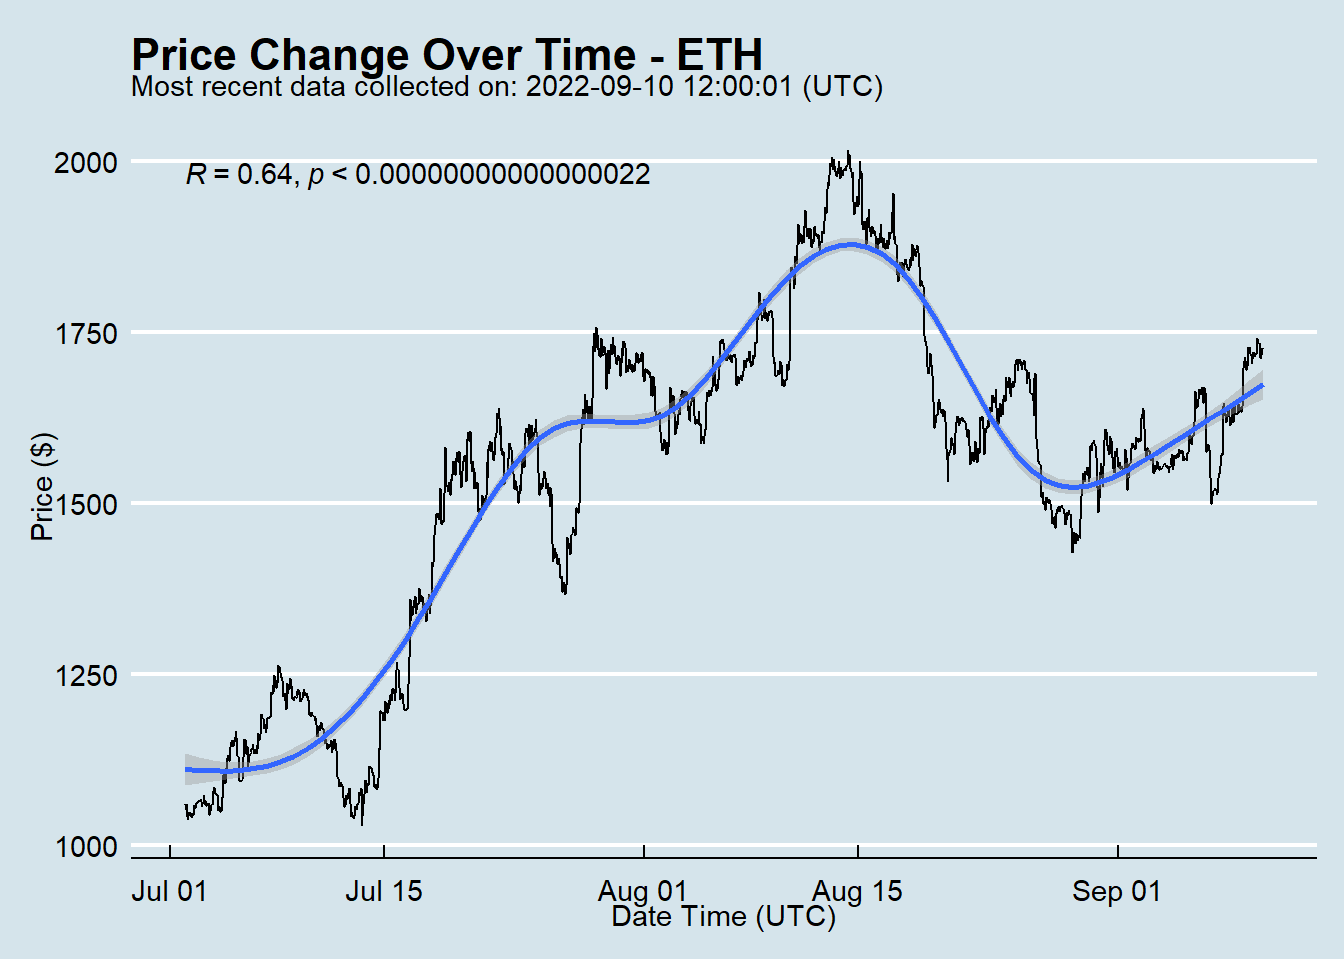 Price Change Over Time - ETH
Most recent data collected on: 2022-09-10 12:00:01 (UTC)
R = 0.64, p < 0.00000000000000022
2000
1750
1500
1250
1000
Price ($)
Jul 01 Jul 15 Aug 01 Aug 15 Sep 01
Date Time (UTC)